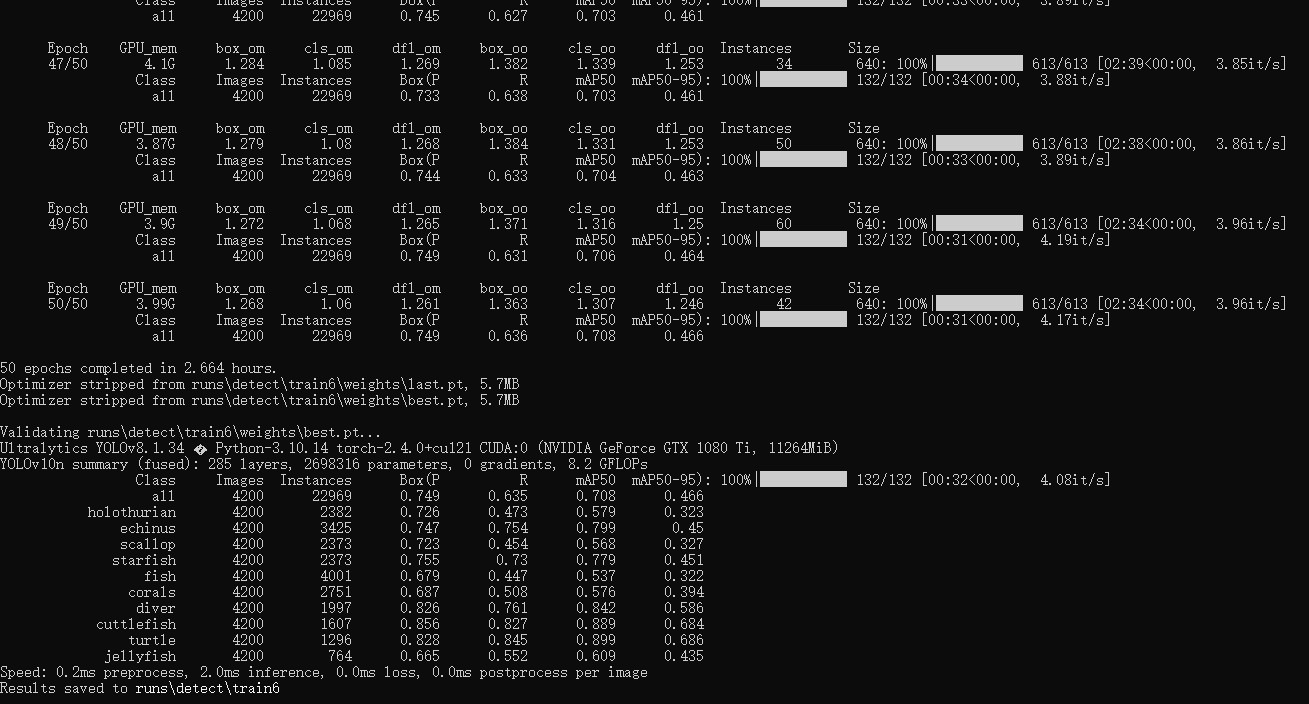 all 4200 22969 0.745 0.627 0.703 0.461
Epoch GPU_mem box_om cls_om dfl_om box_oo cls_oo dfl_oo Instances Size
47/50 4.1G 1.284 1.085 1.269 1.382 1.339 1.253 34 640: 100%| 613/613 [02:39<00:00, 3.85it/s]
Class Images Instances Box(P R mAP50 mAP50-95): 100%| 132/132 [00:34<00:00, 3.88it/s]
all 4200 22969 0.733 0.638 0.703 0.461
Epoch GPU_mem box_om cls_om dfl_om box_oo cls_oo dfl_oo Instances Size
48/50 3.87G 1.279 1.08 1.268 1.384 1.331 1.253 50 640: 100%| 613/613 [02:38<00:00, 3.86it/s]
Class Images Instances Box(P R mAP50 mAP50-95): 100%| 132/132 [00:33<00:00, 3.89it/s]
all 4200 22969 0.744 0.633 0.704 0.463
Epoch GPU_mem box_om cls_om dfl_om box_oo cls_oo dfl_oo Instances Size
49/50 3.9G 1.272 1.068 1.265 1.371 1.316 1.25 60 640: 100%| 613/613 [02:34<00:00, 3.96it/s]
Class Images Instances Box(P R mAP50 mAP50-95): 100%| 132/132 [00:31<00:00, 4.19it/s]
all 4200 22969 0.749 0.631 0.706 0.464
Epoch GPU_mem box_om cls_om dfl_om box_oo cls_oo dfl_oo Instances Size
50/50 3.99G 1.268 1.06 1.261 1.363 1.307 1.246 42 640: 100%| 613/613 [02:34<00:00, 3.96it/s]
Class Images Instances Box(P R mAP50 mAP50-95): 100%| 132/132 [00:31<00:00, 4.17it/s]
all 4200 22969 0.749 0.636 0.708 0.466
50 epochs completed in 2.664 hours.
Optimizer stripped from runs\detect\train6\weights\last.pt, 5.7MB
Optimizer stripped from runs\detect\train6\weights\best.pt, 5.7MB
Validating runs\detect\train6\weights\best.pt...
Ultralytics YOLOv8.1.34 � Python-3.10.14 torch-2.4.0+cu121 CUDA:0 (NVIDIA GeForce GTX 1080 Ti, 11264MiB)
YOLOv10n summary (fused): 285 layers, 2698316 parameters, 0 gradients, 8.2 GFLOPs
Class Images Instances Box(P R mAP50 mAP50-95): 100%| 132/132 [00:32<00:00, 4.08it/s]
all 4200 22969 0.749 0.635 0.708 0.466
holothurian 4200 2382 0.726 0.473 0.579 0.323
echinus 4200 3425 0.747 0.754 0.799 0.45
scallop 4200 2373 0.723 0.454 0.568 0.327
starfish 4200 2373 0.755 0.73 0.779 0.451
fish 4200 4001 0.679 0.447 0.537 0.322
corals 4200 2751 0.687 0.508 0.576 0.394
diver 4200 1997 0.826 0.761 0.842 0.586
cuttlefish 4200 1607 0.856 0.827 0.889 0.684
turtle 4200 1296 0.828 0.845 0.899 0.686
jellyfish 4200 764 0.665 0.552 0.609 0.435
Speed: 0.2ms preprocess, 2.0ms inference, 0.0ms loss, 0.0ms postprocess per image
Results saved to runs\detect\train6